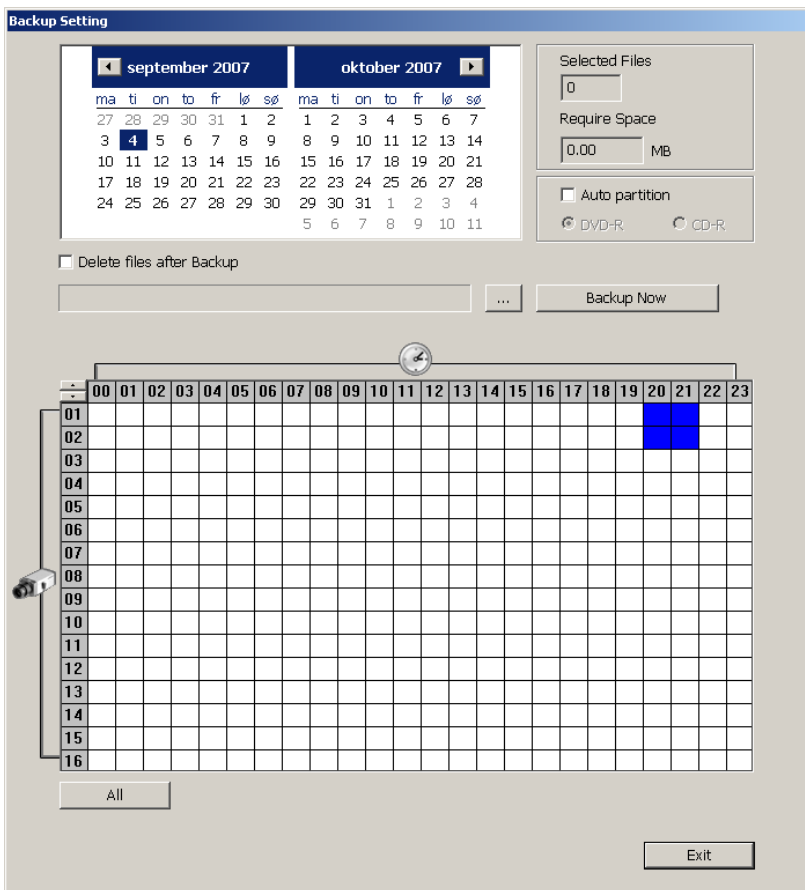 Backup Setting
september 2007
ma ti on to fr lø sø
27 28 29 30 31 1 2
3 4 5 6 7 8 9
10 11 12 13 14 15 16
17 18 19 20 21 22 23
24 25 26 27 28 29 30
oktober 2007
ma ti on to fr lø sø
1 2 3 4 5 6 7
8 9 10 11 12 13 14
15 16 17 18 19 20 21
22 23 24 25 26 27 28
29 30 31 1 2 3 4
5 6 7 8 9 10 11
Selected Files
0
Require Space
0.00 MB
Auto partition
DVD-R CD-R
Delete files after Backup
...
Backup Now
00 01 02 03 04 05 06 07 08 09 10 11 12 13 14 15 16 17 18 19 20 21 22 23
01
02
03
04
05
06
07
08
09
10
11
12
13
14
15
16
All
Exit